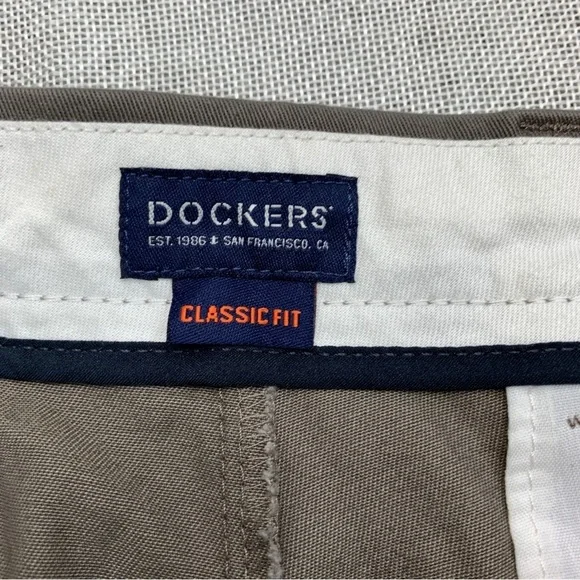 DOCKERS®
EST. 1986 ⚓ SAN FRANCISCO, CA
CLASSIC FIT